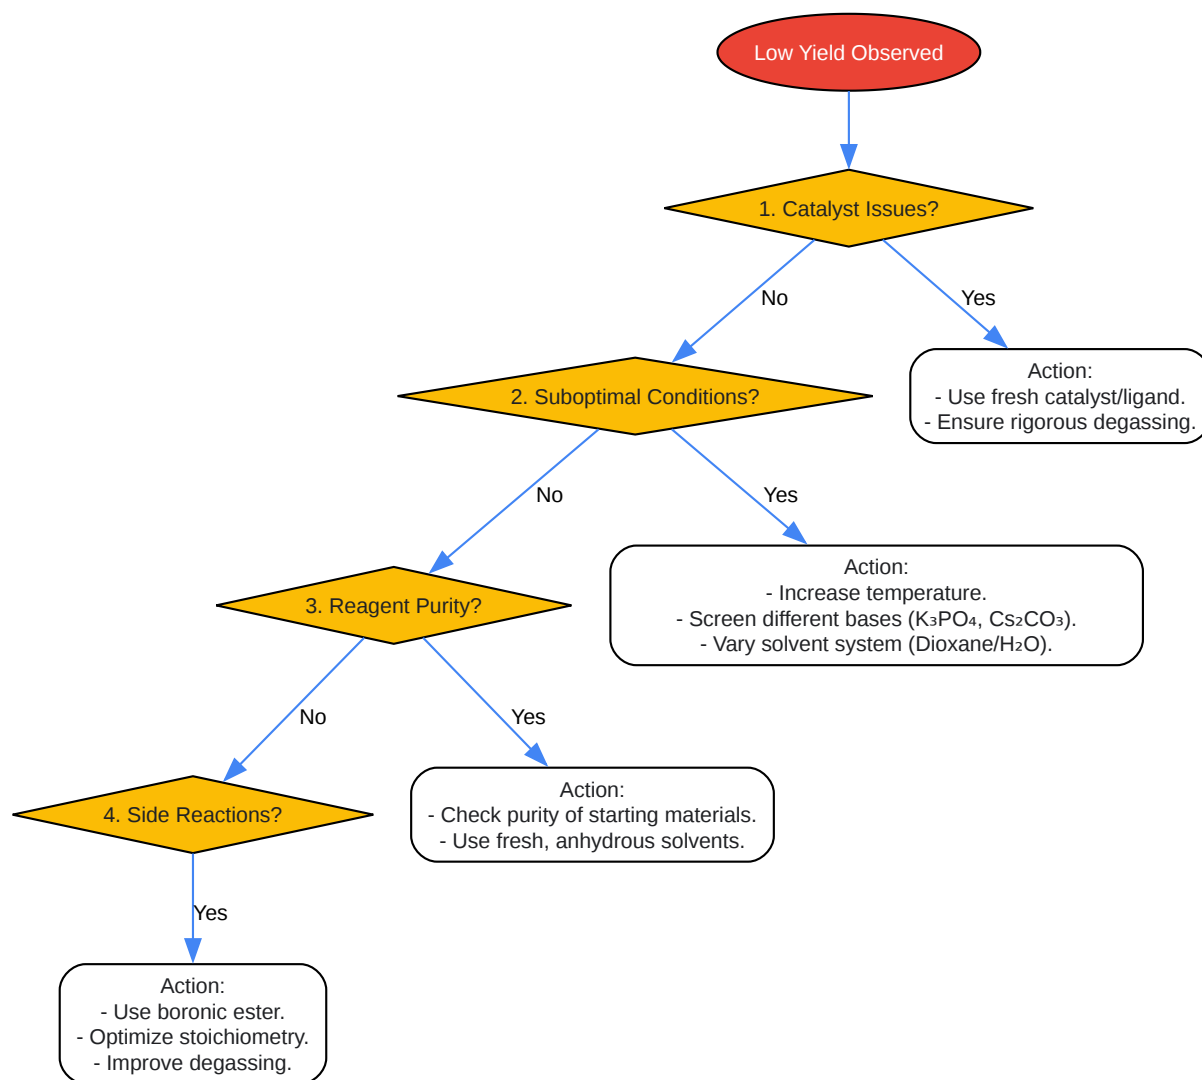 Low Yield Observed
1. Catalyst Issues?
No
Yes
Action:
- Use fresh catalyst/ligand.
- Ensure rigorous degassing.
2. Suboptimal Conditions?
No
Yes
Action:
- Increase temperature.
- Screen different bases (K₃PO₄, Cs₂CO₃).
- Vary solvent system (Dioxane/H₂O).
3. Reagent Purity?
No
Yes
Action:
- Check purity of starting materials.
- Use fresh, anhydrous solvents.
4. Side Reactions?
Yes
Action:
- Use boronic ester.
- Optimize stoichiometry.
- Improve degassing.